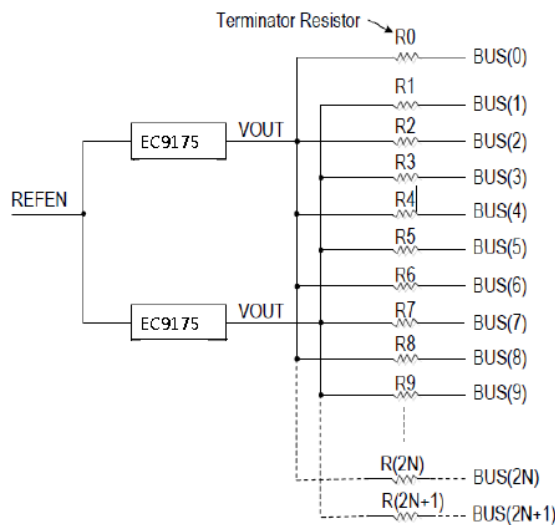 Terminator Resistor
R0
BUS(0)
R1
BUS(1)
EC9175
VOUT
R2
BUS(2)
R3
BUS(3)
REFEN
R4
BUS(4)
R5
BUS(5)
R6
BUS(6)
EC9175
VOUT
R7
BUS(7)
R8
BUS(8)
R9
BUS(9)
R(2N)
BUS(2N)
R(2N+1)
BUS(2N+1)